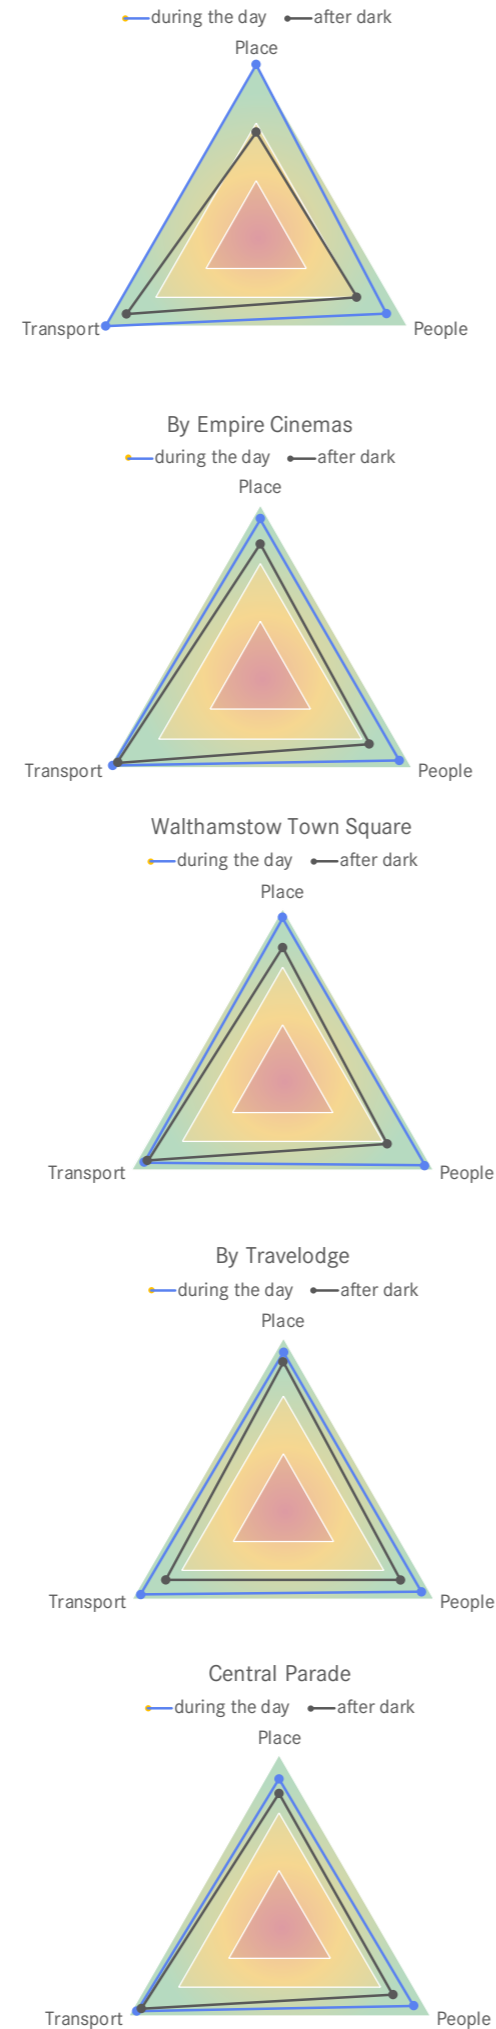 during the day after dark
Place
Transport People
By Empire Cinemas
during the day after dark
Place
Transport People
Walthamstow Town Square
during the day after dark
Place
Transport People
By Travelodge
during the day after dark
Place
Transport People
Central Parade
during the day after dark
Place
Transport People